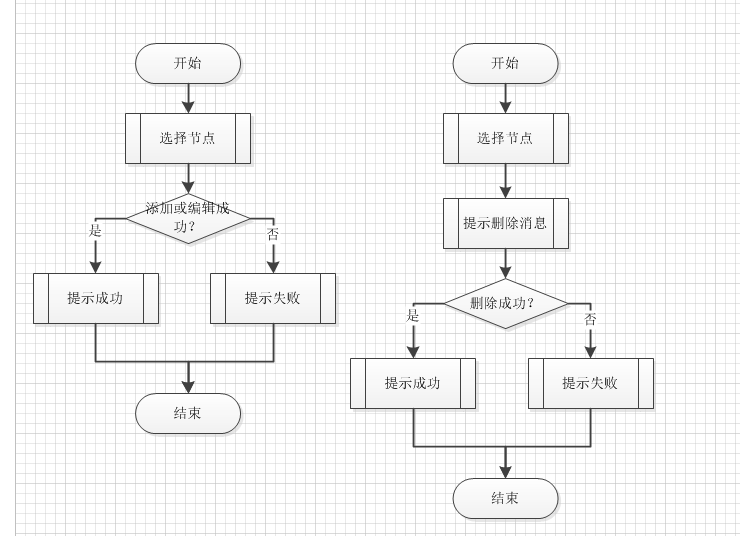 开始
选择节点
添加或编辑成
功？
是
否
提示成功
提示失败
结束
开始
选择节点
提示删除消息
删除成功？
是
否
提示成功
提示失败
结束